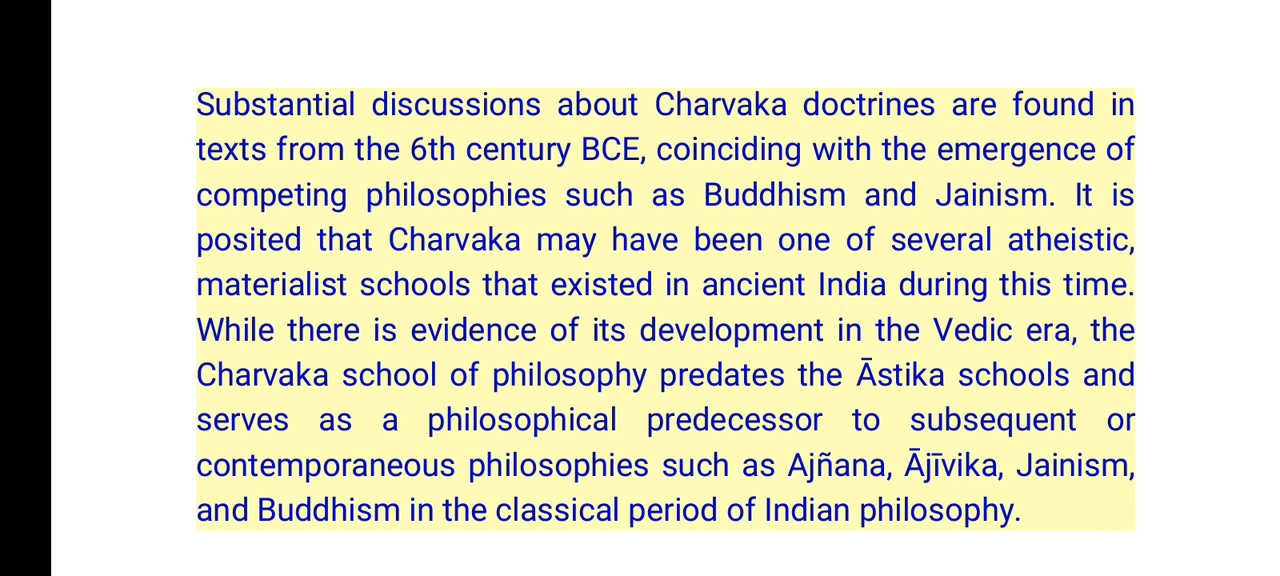 Substantial discussions about Charvaka doctrines are found in
texts from the 6th century BCE, coinciding with the emergence of
competing philosophies such as Buddhism and Jainism. It is
posited that Charvaka may have been one of several atheistic,
materialist schools that existed in ancient India during this time.
While there is evidence of its development in the Vedic era, the
Charvaka school of philosophy predates the Āstika schools and
serves as a philosophical predecessor to subsequent or
contemporaneous philosophies such as Ajñana, Ājīvika, Jainism,
and Buddhism in the classical period of Indian philosophy.